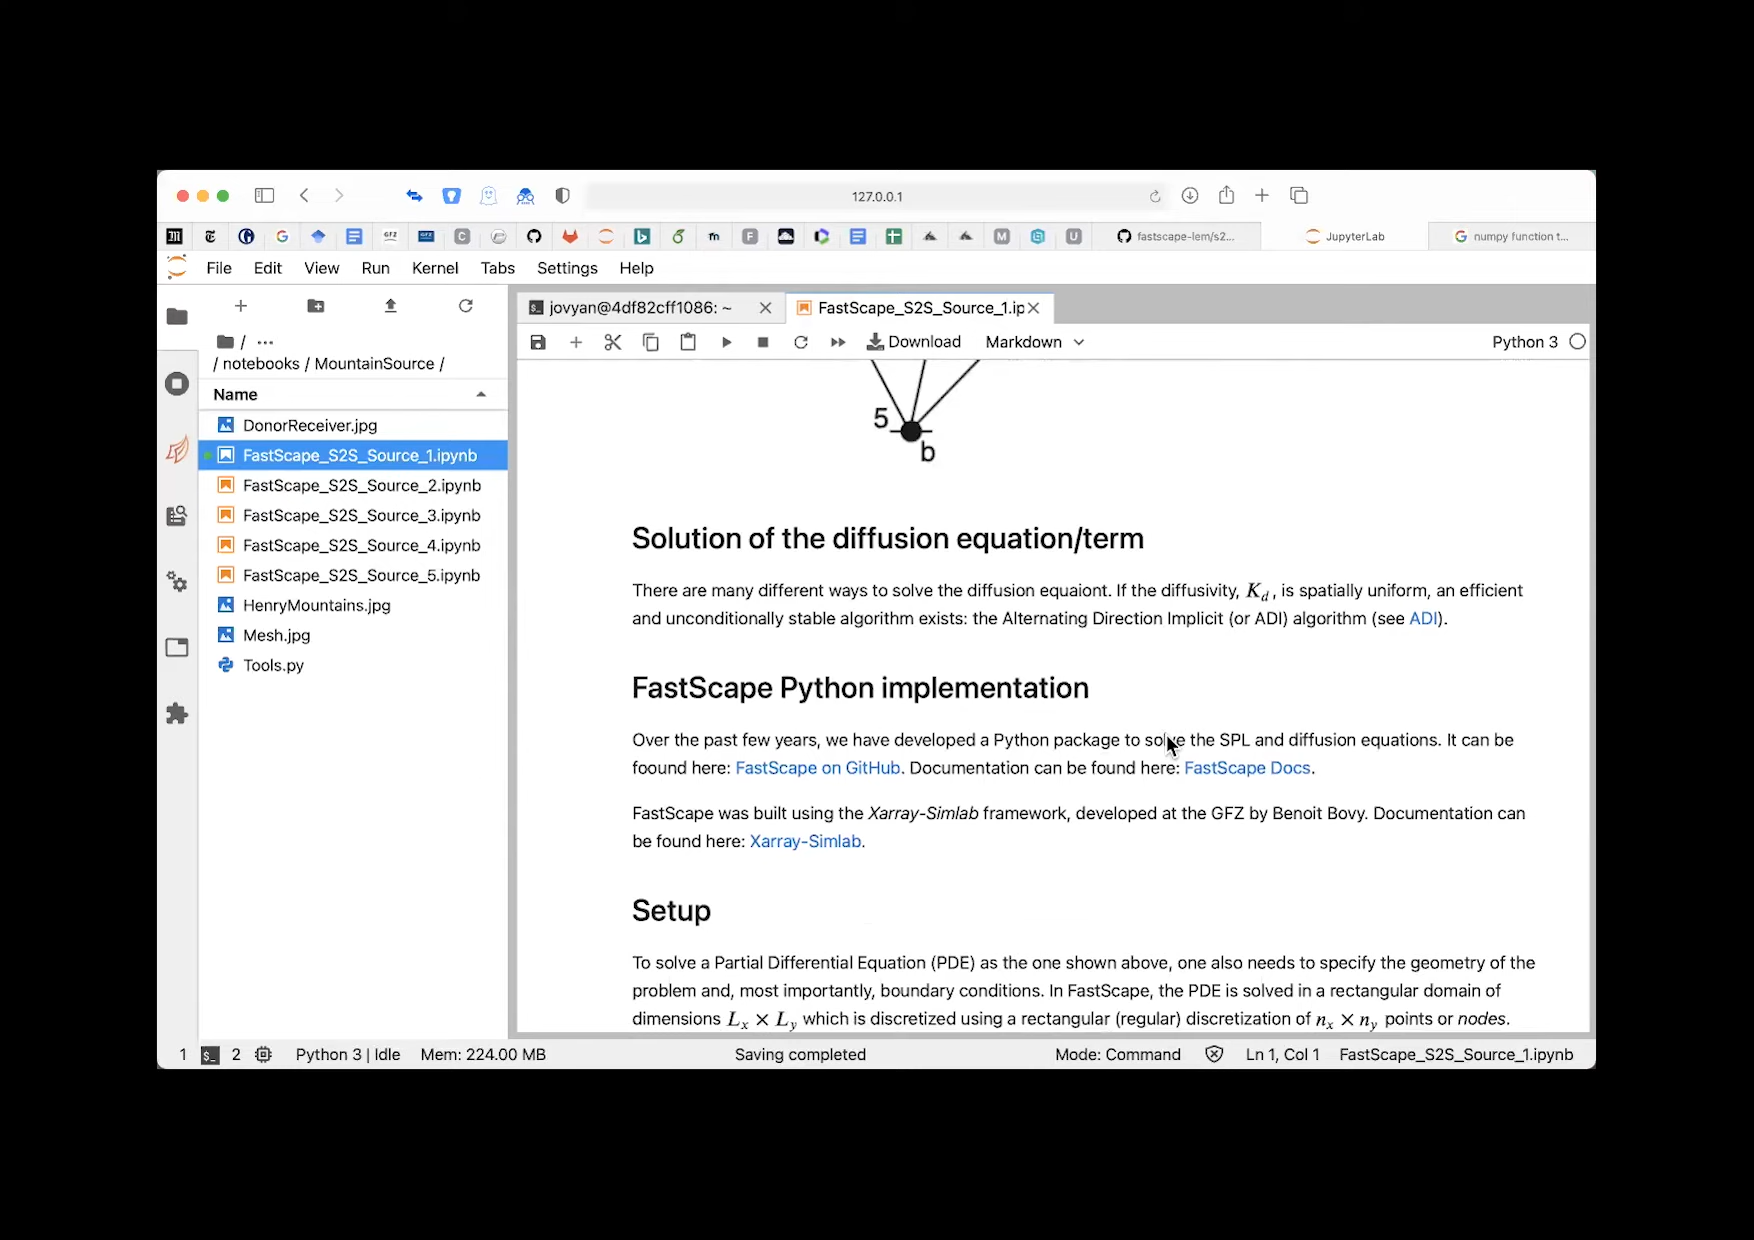 127.0.0.1
fastscape-lem/s2...
JupyterLab
numpy function t...
File Edit View Run Kernel Tabs Settings Help
jovyan@4df82cff1086: ~
FastScape_S2S_Source_1.ip
Download
Markdown
Python 3
/ ...
/ notebooks / MountainSource /
Name
DonorReceiver.jpg
FastScape_S2S_Source_1.ipynb
FastScape_S2S_Source_2.ipynb
FastScape_S2S_Source_3.ipynb
FastScape_S2S_Source_4.ipynb
FastScape_S2S_Source_5.ipynb
HenryMountains.jpg
Mesh.jpg
Tools.py
5
b
Solution of the diffusion equation/term
There are many different ways to solve the diffusion equaiont. If the diffusivity, K_d, is spatially uniform, an efficient
and unconditionally stable algorithm exists: the Alternating Direction Implicit (or ADI) algorithm (see ADI).
FastScape Python implementation
Over the past few years, we have developed a Python package to solve the SPL and diffusion equations. It can be
foound here: FastScape on GitHub. Documentation can be found here: FastScape Docs.
FastScape was built using the Xarray-Simlab framework, developed at the GFZ by Benoit Bovy. Documentation can
be found here: Xarray-Simlab.
Setup
To solve a Partial Differential Equation (PDE) as the one shown above, one also needs to specify the geometry of the
problem and, most importantly, boundary conditions. In FastScape, the PDE is solved in a rectangular domain of
dimensions L_x × L_y which is discretized using a rectangular (regular) discretization of n_x × n_y points or nodes.
1 2 Python 3 | Idle Mem: 224.00 MB Saving completed Mode: Command Ln 1, Col 1 FastScape_S2S_Source_1.ipynb